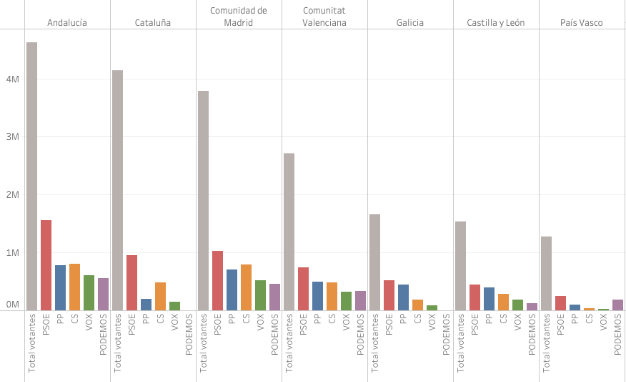 Andalucía
Cataluña
Comunidad de
Madrid
Comunitat
Valenciana
Galicia
Castilla y León
País Vasco
4M
3M
2M
1M
0M
Total votantes
PSOE
PP
CS
VOX
PODEMOS
Total votantes
PSOE
PP
CS
VOX
PODEMOS
Total votantes
PSOE
PP
CS
VOX
PODEMOS
Total votantes
PSOE
PP
CS
VOX
PODEMOS
Total votantes
PSOE
PP
CS
VOX
Total votantes
PSOE
PP
CS
VOX
PODEMOS
Total votantes
PSOE
PP
CS
VOX
PODEMOS